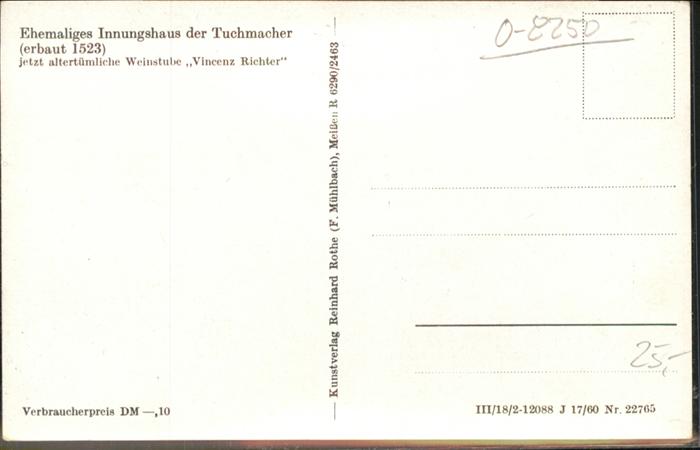 Ehemaliges Innungshaus der Tuchmacher
(erbaut 1523)
jetzt altertümliche Weinstube „Vincenz Richter"
O-8250
Kunstverlag Reinhard Rothe (F. Mühlbach), Meißen R 6290/2463
25,-
Verbraucherpreis DM —,10
III/18/2-12088 J 17/60 Nr. 22765